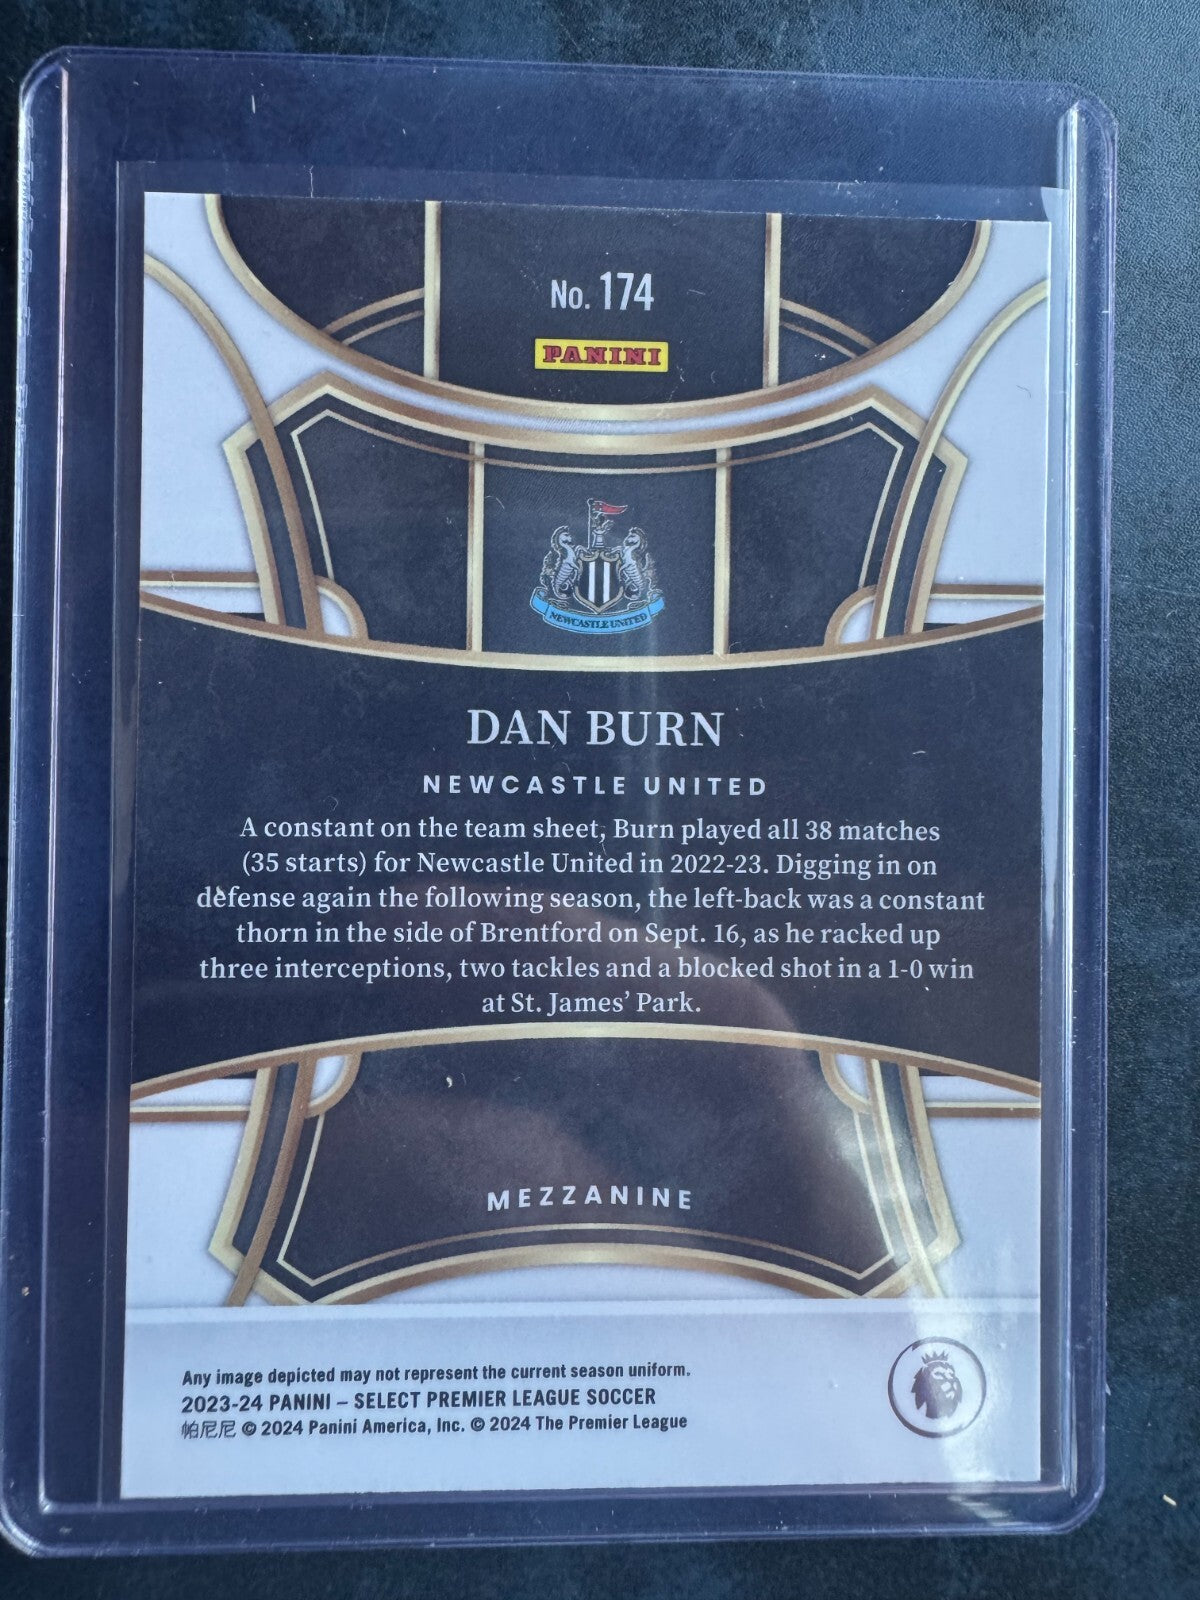 No. 174
PANINI
NEWCASTLE UNITED
DAN BURN
NEWCASTLE UNITED
A constant on the team sheet, Burn played all 38 matches
(35 starts) for Newcastle United in 2022-23. Digging in on
defense again the following season, the left-back was a constant
thorn in the side of Brentford on Sept. 16, as he racked up
three interceptions, two tackles and a blocked shot in a 1-0 win
at St. James’ Park.
MEZZANINE
Any image depicted may not represent the current season uniform.
2023-24 PANINI – SELECT PREMIER LEAGUE SOCCER
帕尼尼 © 2024 Panini America, Inc. © 2024 The Premier League